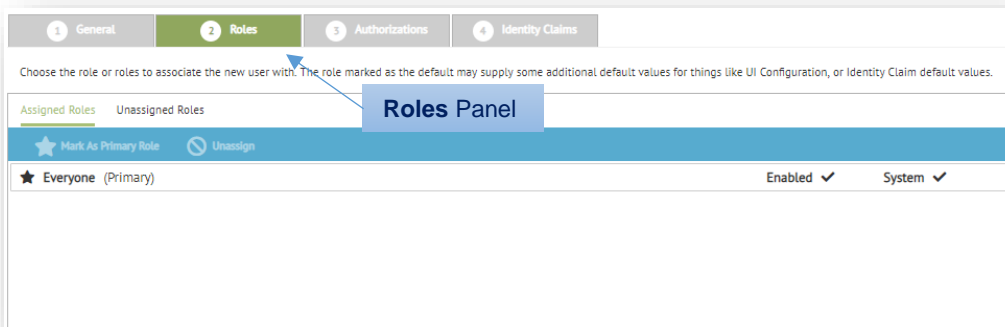 1 General 2 Roles 3 Authorizations 4 Identity Claims
Choose the role or roles to associate the new user with. The role marked as the default may supply some additional default values for things like UI Configuration, or Identity Claim default values.
Roles Panel
Assigned Roles Unassigned Roles
Mark As Primary Role Unassign
Everyone (Primary) Enabled ✓ System ✓